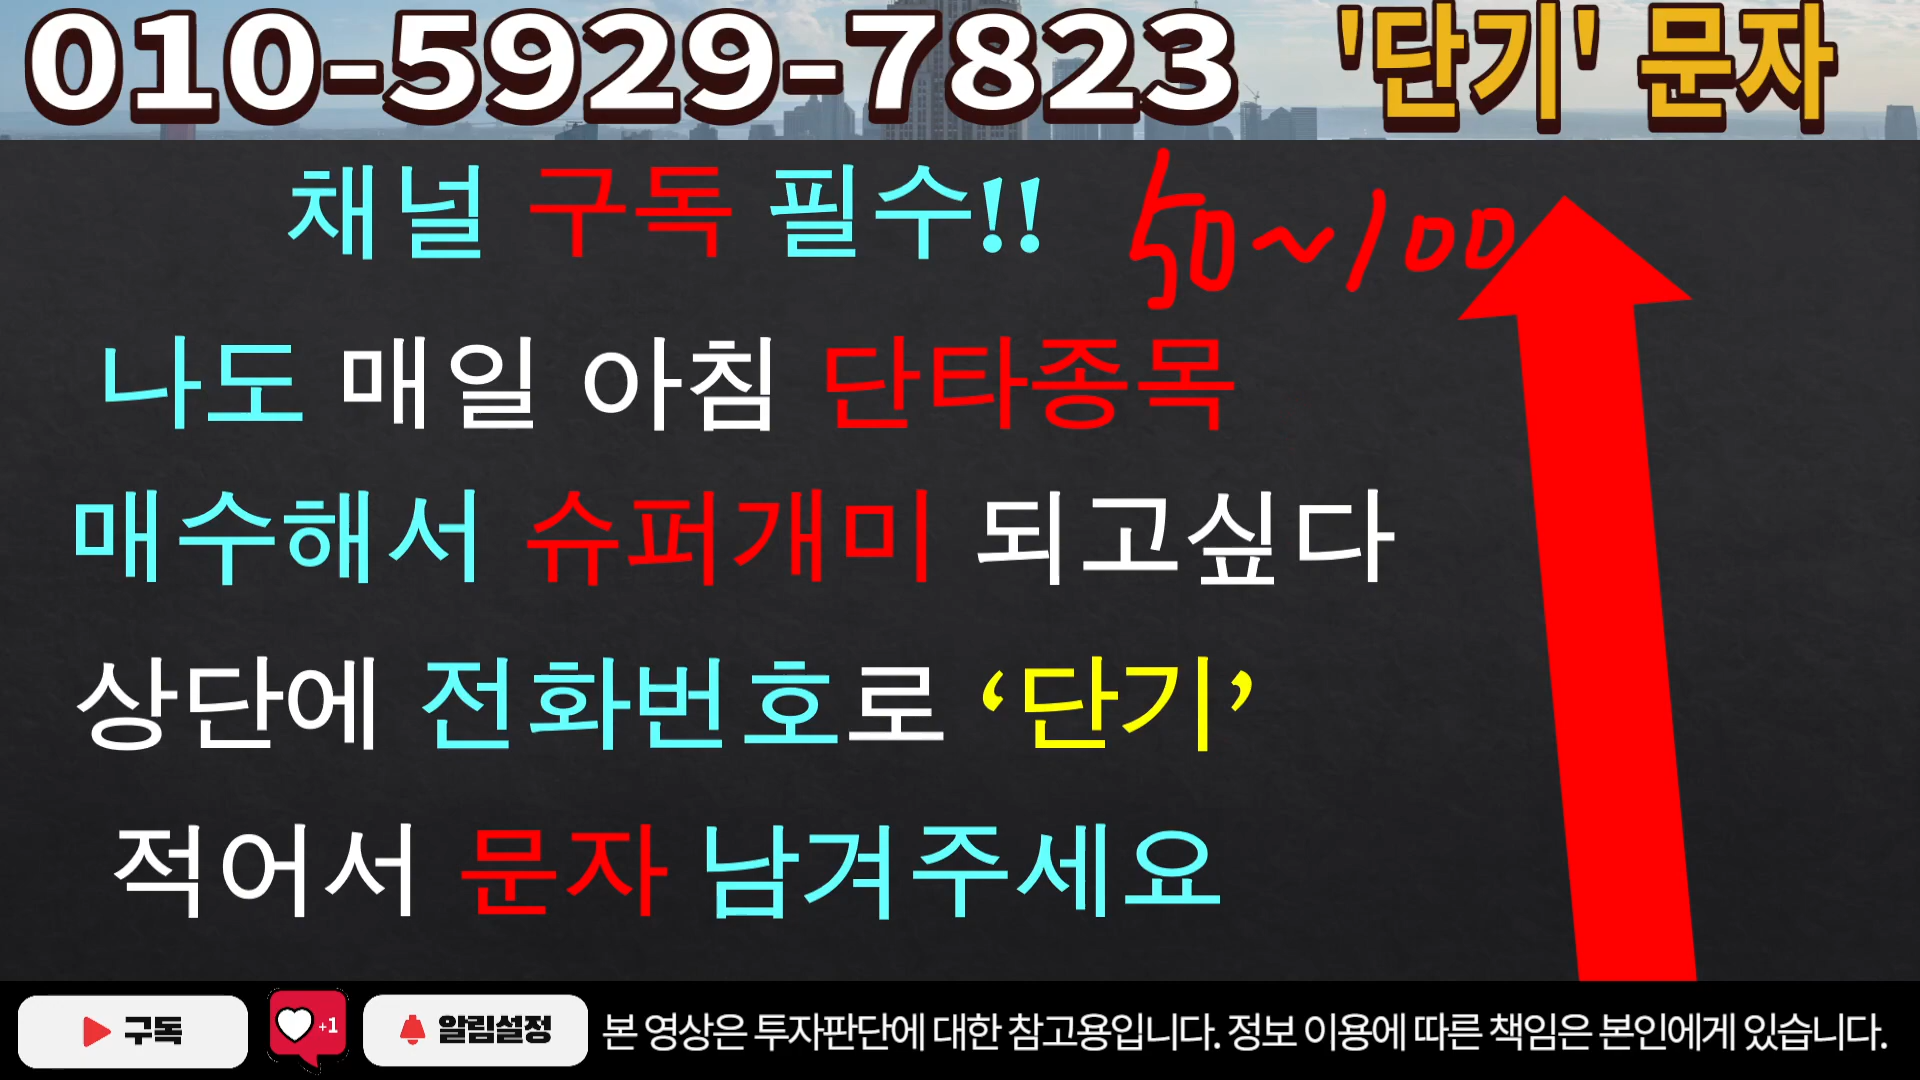 010-5929-7823 '단기' 문자
채널 구독 필수!! 50~100
나도 매일 아침 단타종목
매수해서 슈퍼개미 되고싶다
상단에 전화번호로 ‘단기’
적어서 문자 남겨주세요
구독 +1 알림설정 본 영상은 투자판단에 대한 참고용입니다. 정보 이용에 따른 책임은 본인에게 있습니다.